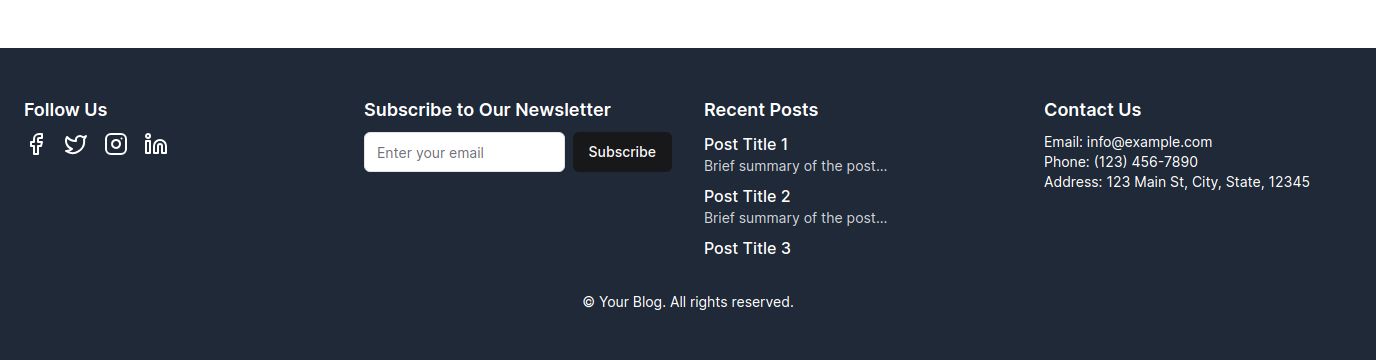 Follow Us
Subscribe to Our Newsletter
Enter your email
Subscribe
Recent Posts
Post Title 1
Brief summary of the post...
Post Title 2
Brief summary of the post...
Post Title 3
Contact Us
Email: info@example.com
Phone: (123) 456-7890
Address: 123 Main St, City, State, 12345
© Your Blog. All rights reserved.